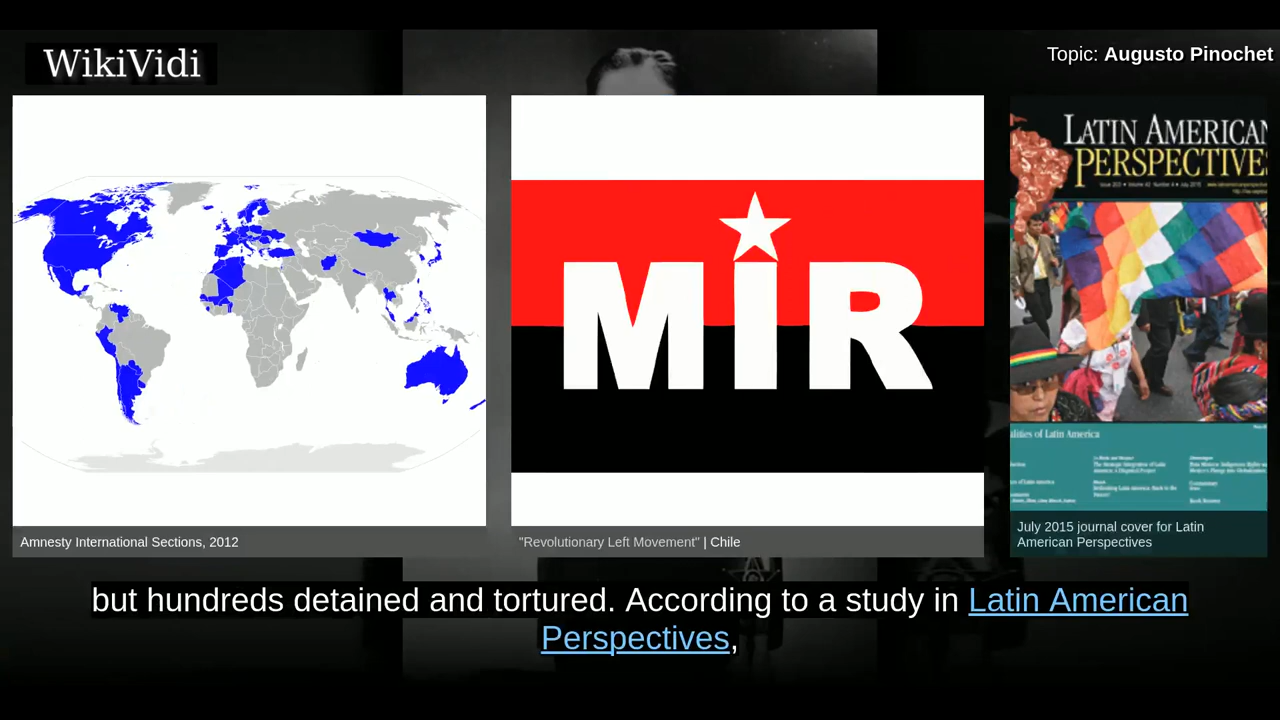 WikiVidi
Topic: Augusto Pinochet
MIR
LATIN AMERICAN
PERSPECTIVES
Amnesty International Sections, 2012
"Revolutionary Left Movement" | Chile
July 2015 journal cover for Latin
American Perspectives
but hundreds detained and tortured. According to a study in Latin American
Perspectives,